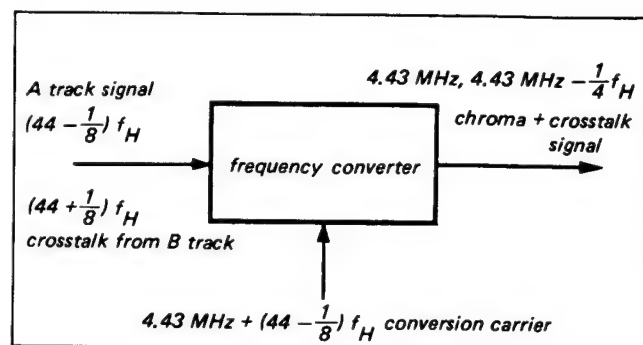 A track signal
(44 - 1/8) f_H
(44 + 1/8) f_H
crosstalk from B track
frequency converter
4.43 MHz, 4.43 MHz - 1/4 f_H
chroma + crosstalk
signal
4.43 MHz + (44 - 1/8) f_H conversion carrier